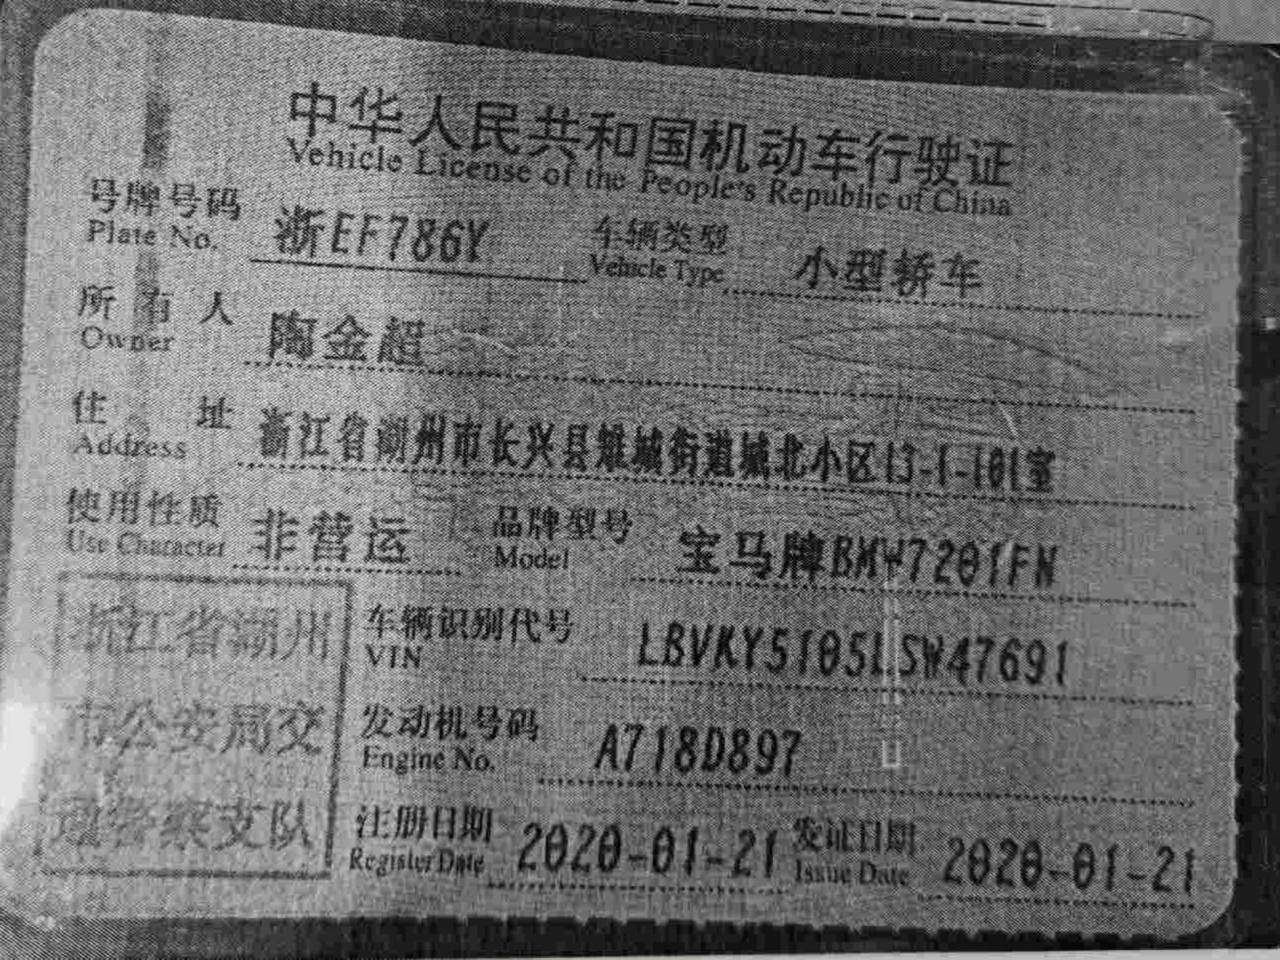 中华人民共和国机动车行驶证
Vehicle License of the People's Republic of China
号牌号码 浙EF786Y 车辆类型 小型轿车
Plate No. Vehicle Type
所有人 陶金超
Owner
住址 浙江省湖州市长兴县雉城街道城北小区13-1-101室
Address
使用性质 非营运 品牌型号 宝马牌BMW7201FN
Use Character Model
浙江省湖州
市公安局交
通警察支队
车辆识别代号 LBVKY5105LSW47691
VIN
发动机号码 A718D897
Engine No.
注册日期 2020-01-21 发证日期 2020-01-21
Register Date Issue Date